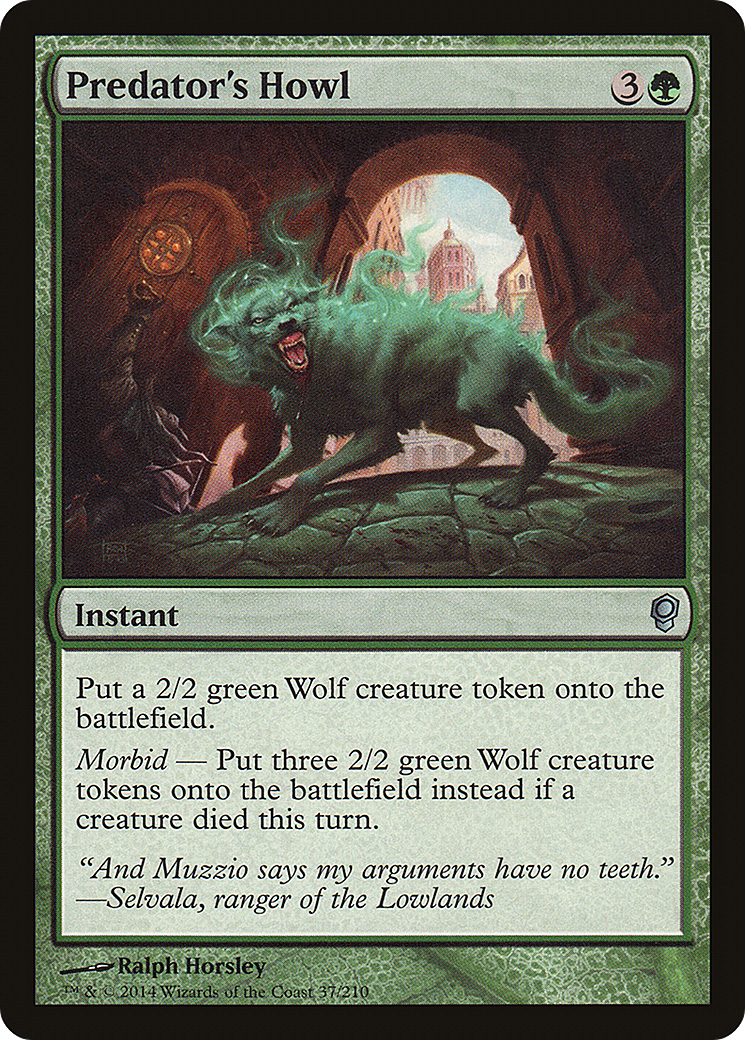 Predator's Howl 3
Instant
Put a 2/2 green Wolf creature token onto the
battlefield.
Morbid — Put three 2/2 green Wolf creature
tokens onto the battlefield instead if a
creature died this turn.
“And Muzzio says my arguments have no teeth.”
—Selvala, ranger of the Lowlands
Ralph Horsley
™ & © 2014 Wizards of the Coast 37/210